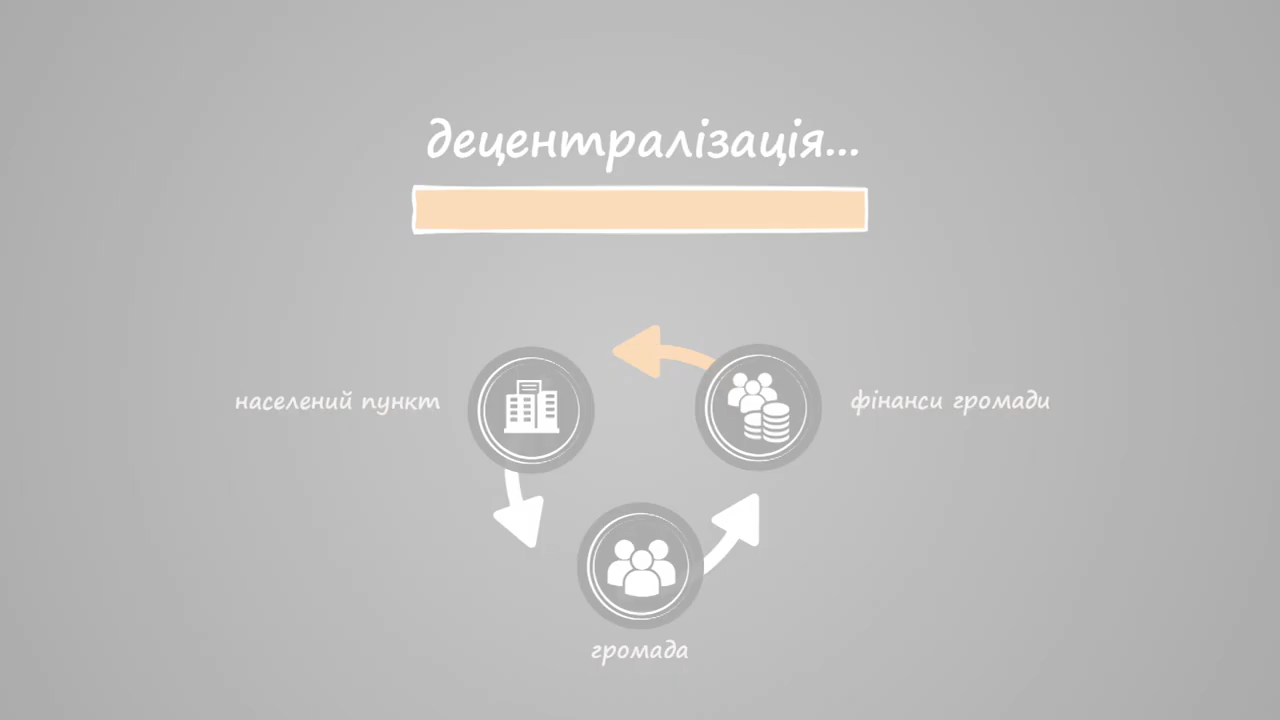 децентралізація...
населений пункт
фінанси громади
громада